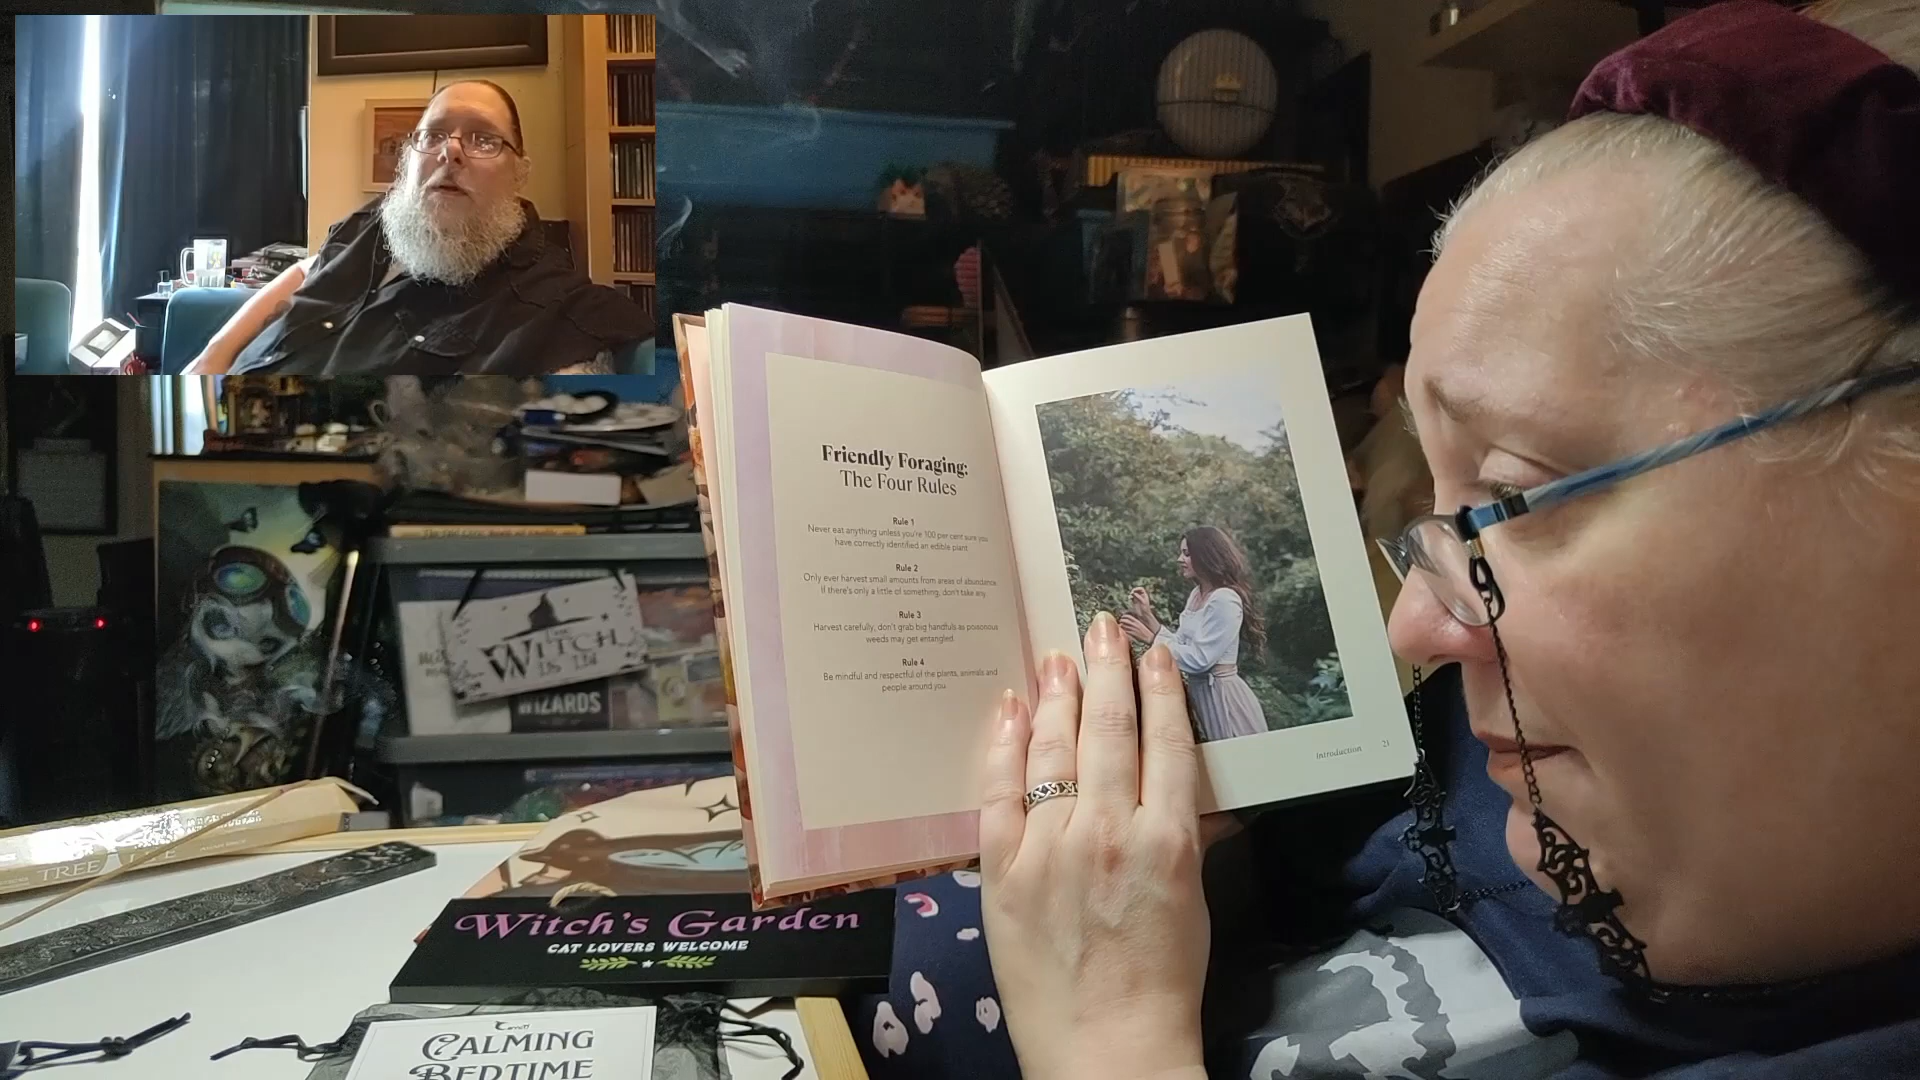 Friendly Foraging:
The Four Rules
Rule 1
Never eat anything unless you're 100 per cent sure you
have correctly identified an edible plant.
Rule 2
Only ever harvest small amounts from areas of abundance.
If there's only a little of something, don't take any.
Rule 3
Harvest carefully, don't grab big handfuls as poisonous
weeds may get entangled.
Rule 4
Be mindful and respectful of the plants, animals and
people around you.
Introduction 21
THE
WITCH
IS IN
WIZARDS
TREE
Witch's Garden
CAT LOVERS WELCOME
CALMING
BEDTIME